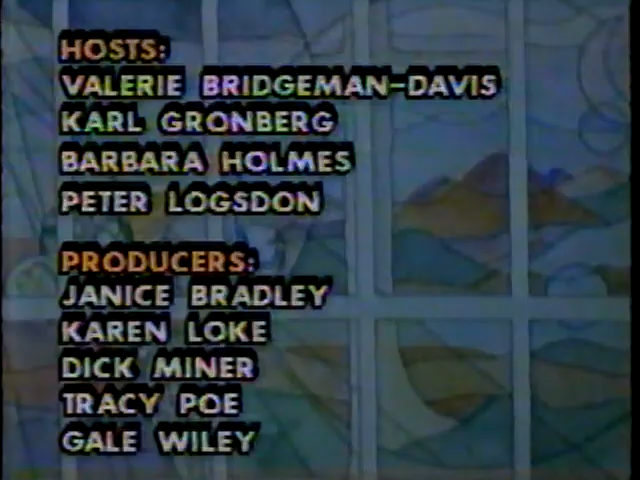 HOSTS:
VALERIE BRIDGEMAN-DAVIS
KARL GRONBERG
BARBARA HOLMES
PETER LOGSDON
PRODUCERS:
JANICE BRADLEY
KAREN LOKE
DICK MINER
TRACY POE
GALE WILEY